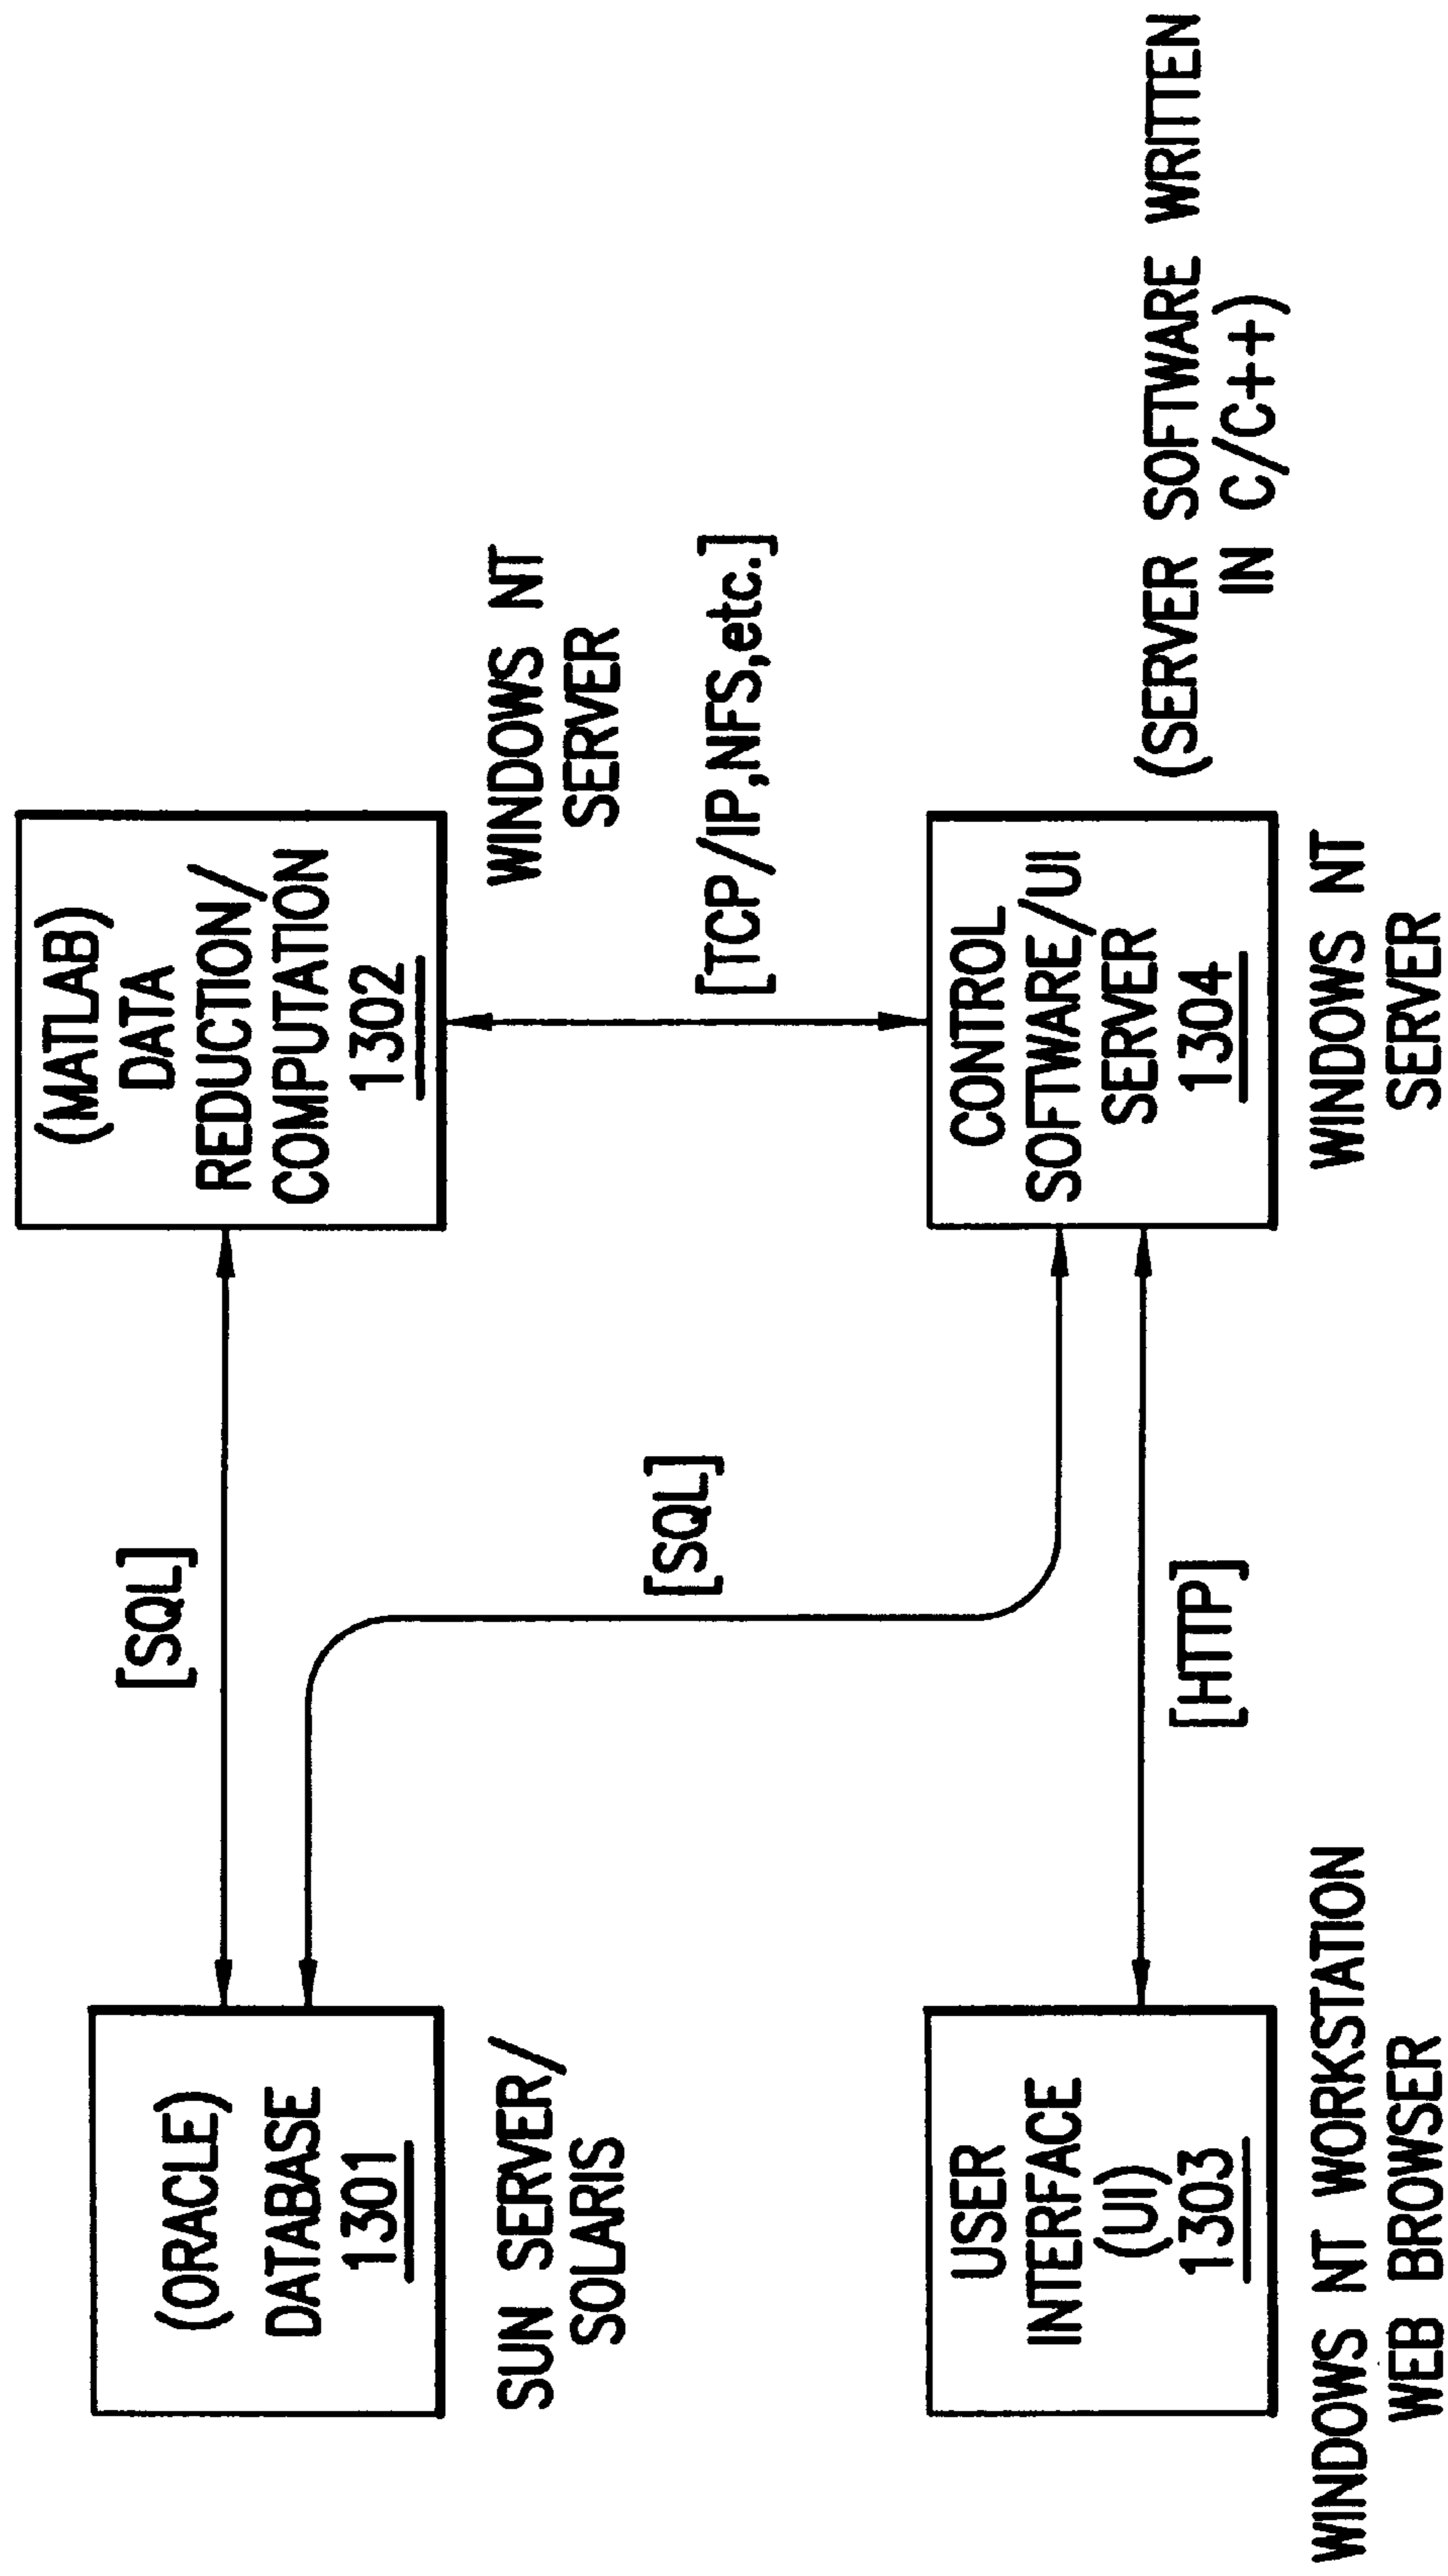 (ORACLE)
DATABASE
1301
SUN SERVER/
SOLARIS
[SQL]
(MATLAB)
DATA
REDUCTION/
COMPUTATION
1302
WINDOWS NT
SERVER
[SQL]
[TCP/IP,NFS,etc.]
USER
INTERFACE
(UI)
1303
WINDOWS NT WORKSTATION
WEB BROWSER
[HTTP]
CONTROL
SOFTWARE/UI
SERVER
1304
WINDOWS NT
SERVER
(SERVER SOFTWARE WRITTEN
IN C/C++)